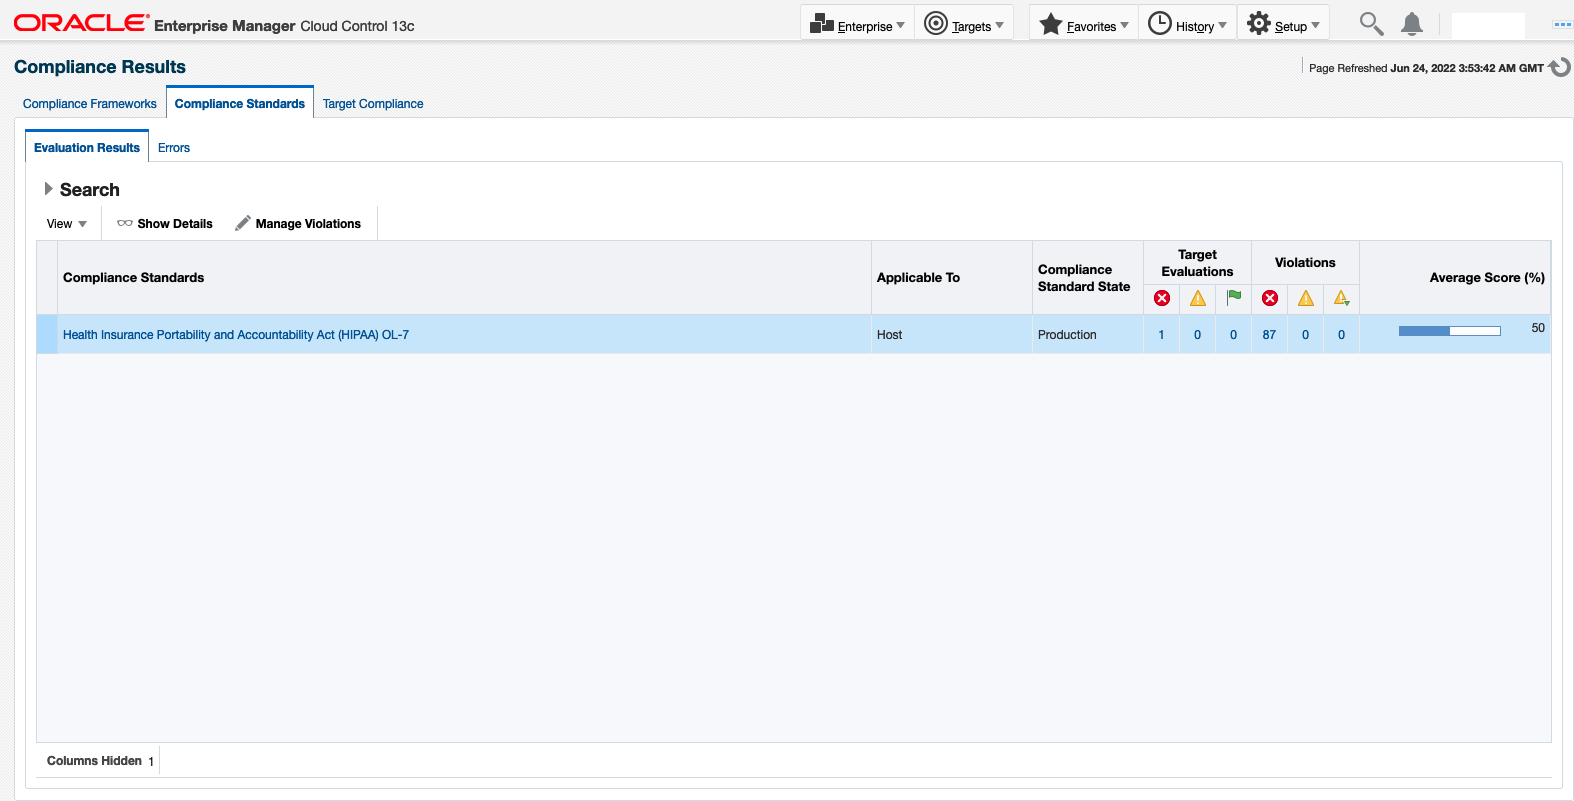 ORACLE® Enterprise Manager Cloud Control 13c
Enterprise Targets Favorites History Setup
Compliance Results
Page Refreshed Jun 24, 2022 3:53:42 AM GMT
Compliance Frameworks Compliance Standards Target Compliance
Evaluation Results Errors
Search
View Show Details Manage Violations
Compliance Standards Applicable To Compliance Standard State Target Evaluations Violations Average Score (%)
Health Insurance Portability and Accountability Act (HIPAA) OL-7 Host Production 1 0 0 87 0 0 50
Columns Hidden 1